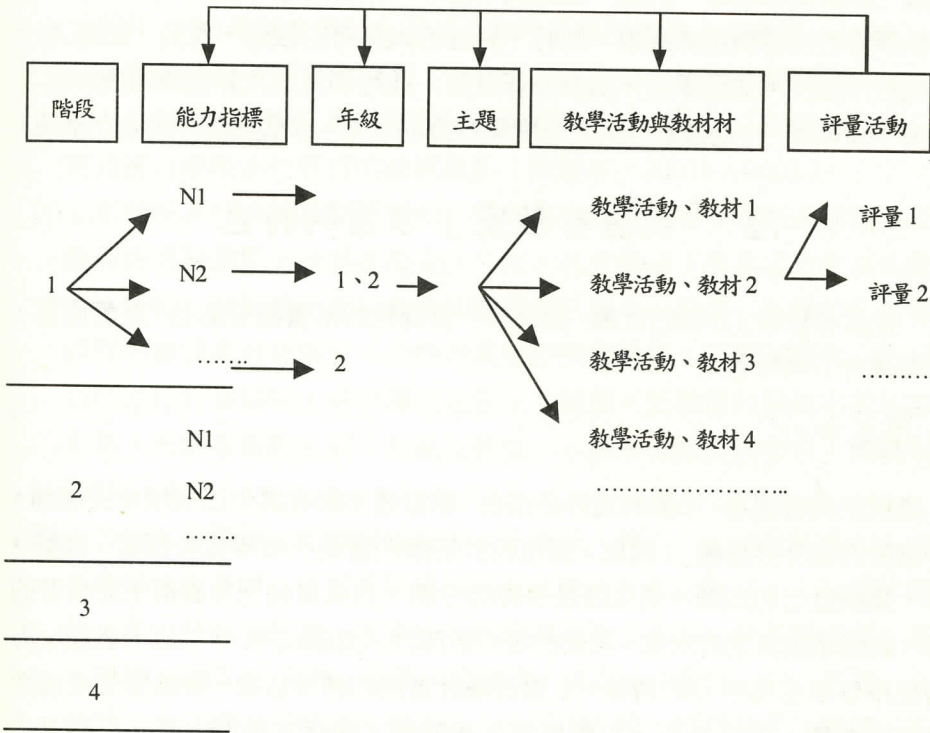 階段 能力指標 年級 主題 教學活動與教材材 評量活動
N1 教學活動、教材1 評量1
1 N2 1、2 教學活動、教材2 評量2
...... 2 教學活動、教材3 ............
N1 教學活動、教材4
2 N2 ........................
.......
3
4